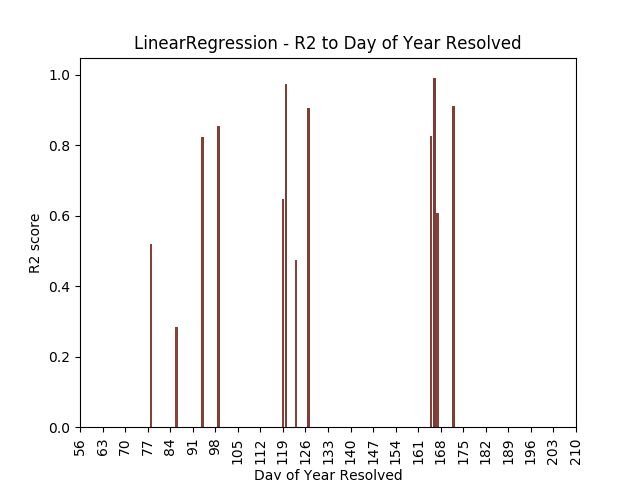 LinearRegression - R2 to Day of Year Resolved
1.0
0.8
0.6
0.4
0.2
0.0
R2 score
56 63 70 77 84 91 98 105 112 119 126 133 140 147 154 161 168 175 182 189 196 203 210
Day of Year Resolved